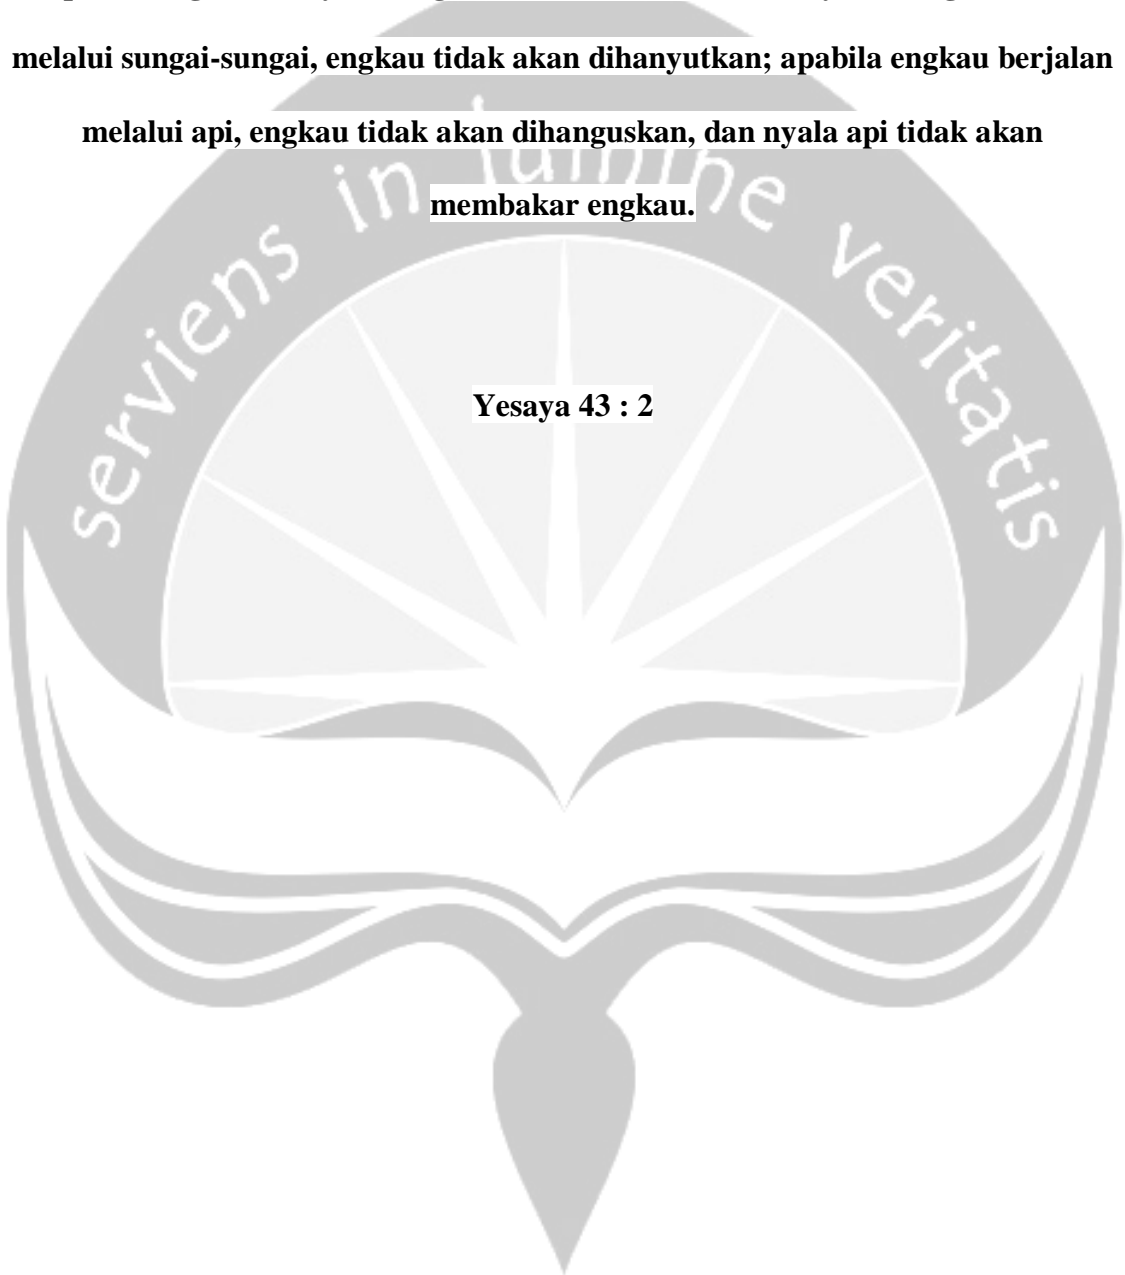 melalui sungai-sungai, engkau tidak akan dihanyutkan; apabila engkau berjalan
melalui api, engkau tidak akan dihanguskan, dan nyala api tidak akan
membakar engkau.
serviens in lumine veritatis
Yesaya 43 : 2